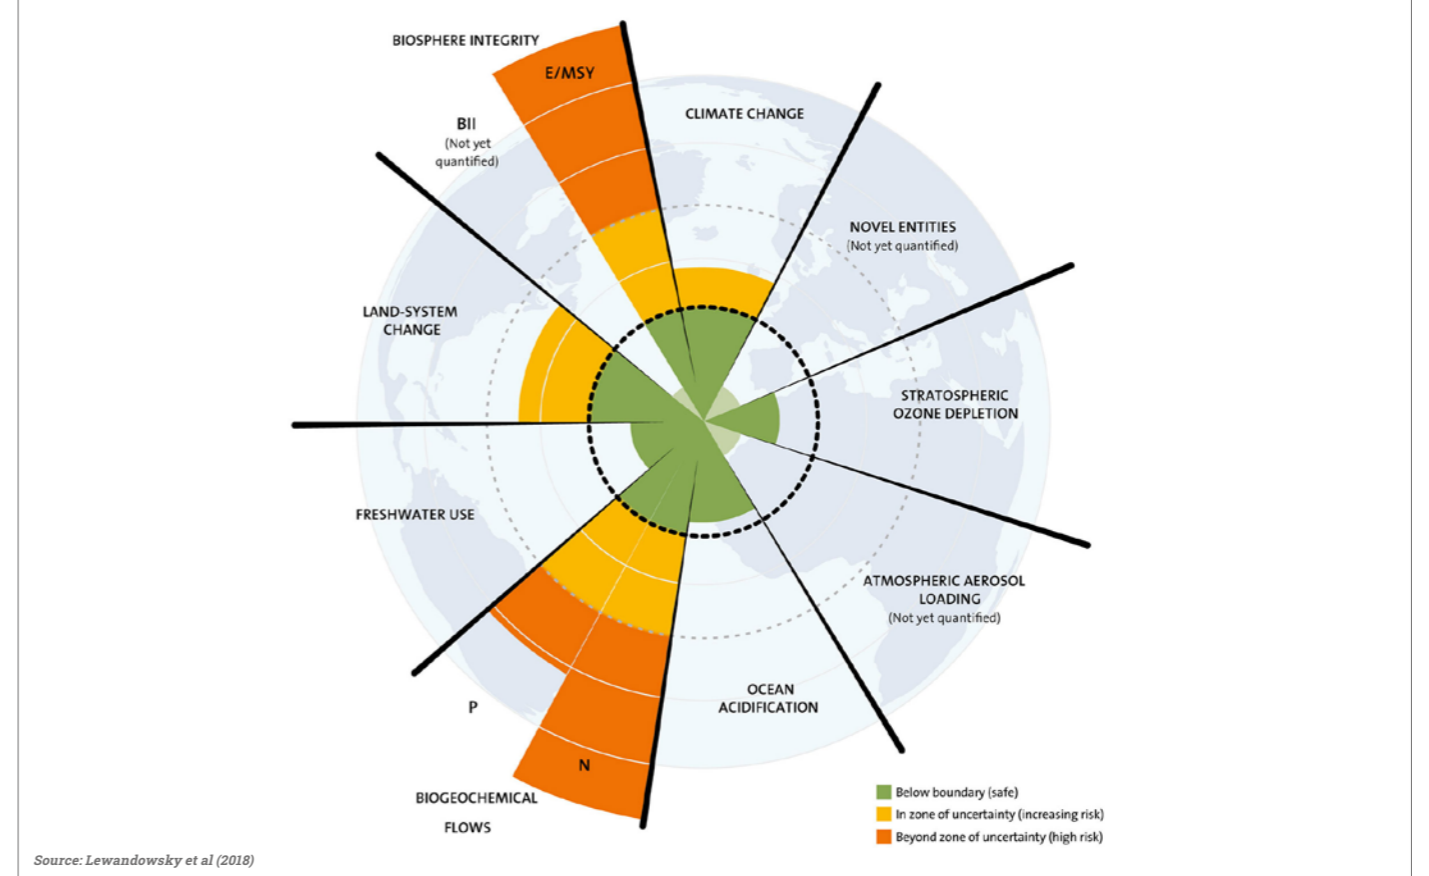 BIOSPHERE INTEGRITY
E/MSY
CLIMATE CHANGE
BII
(Not yet
quantified)
NOVEL ENTITIES
(Not yet quantified)
LAND-SYSTEM
CHANGE
STRATOSPHERIC
OZONE DEPLETION
FRESHWATER USE
ATMOSPHERIC AEROSOL
LOADING
(Not yet quantified)
OCEAN
ACIDIFICATION
P
N
BIOGEOCHEMICAL
FLOWS
Below boundary (safe)
In zone of uncertainty (increasing risk)
Beyond zone of uncertainty (high risk)
Source: Lewandowsky et al (2018)